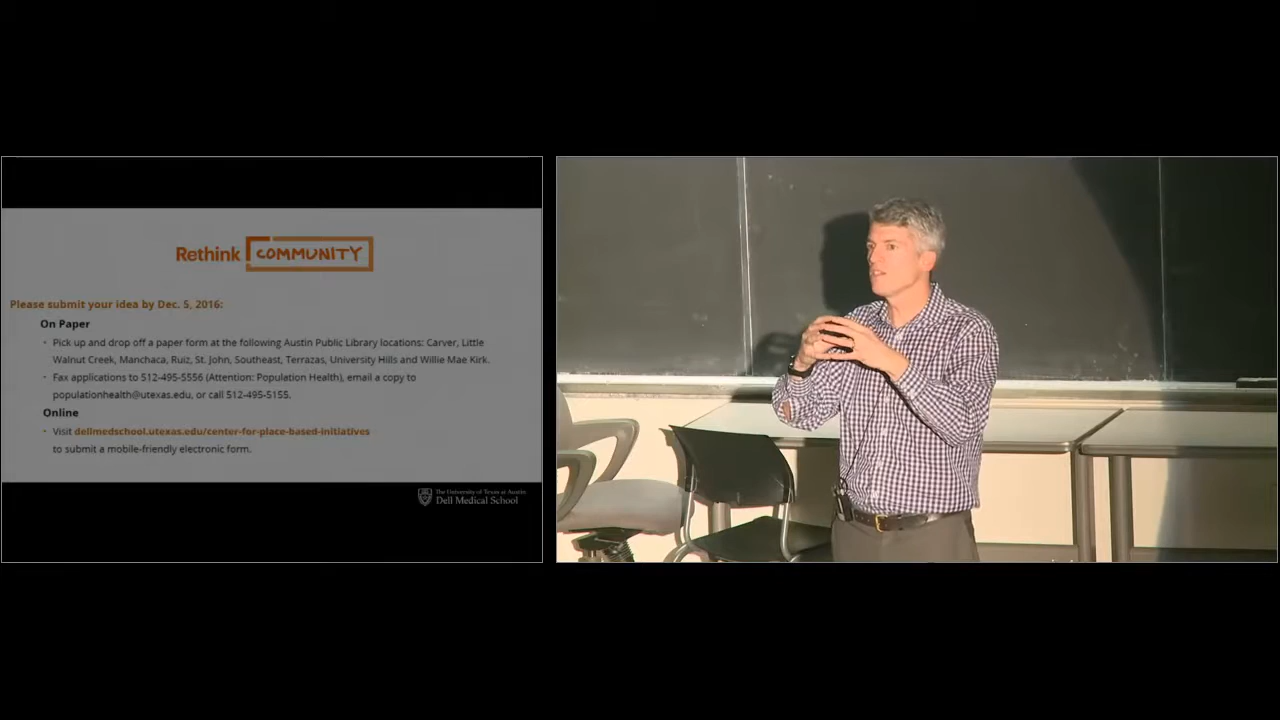 Rethink COMMUNITY
Please submit your idea by Dec. 5, 2016:
On Paper
• Pick up and drop off a paper form at the following Austin Public Library locations: Carver, Little
Walnut Creek, Manchaca, Ruiz, St. John, Southeast, Terrazas, University Hills and Willie Mae Kirk.
• Fax applications to 512-495-5556 (Attention: Population Health), email a copy to
populationhealth@utexas.edu, or call 512-495-5155.
Online
• Visit dellmedschool.utexas.edu/center-for-place-based-initiatives
to submit a mobile-friendly electronic form.
The University of Texas at Austin
Dell Medical School